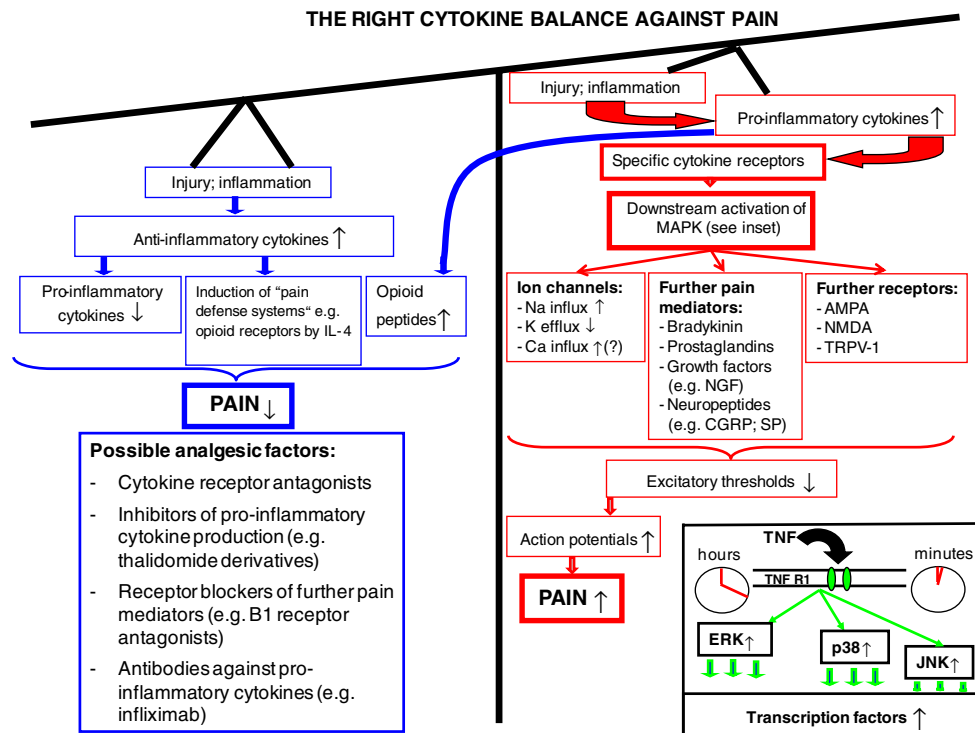 THE RIGHT CYTOKINE BALANCE AGAINST PAIN
Injury; inflammation
Anti-inflammatory cytokines ↑
Pro-inflammatory
cytokines ↓
Induction of “pain
defense systems“ e.g.
opioid receptors by IL-4
Opioid
peptides ↑
PAIN ↓
Possible analgesic factors:
- Cytokine receptor antagonists
- Inhibitors of pro-inflammatory
cytokine production (e.g.
thalidomide derivatives)
- Receptor blockers of further pain
mediators (e.g. B1 receptor
antagonists)
- Antibodies against pro-
inflammatory cytokines (e.g.
infliximab)
Injury; inflammation
Pro-inflammatory cytokines ↑
Specific cytokine receptors
Downstream activation of
MAPK (see inset)
Ion channels:
- Na influx ↑
- K efflux ↓
- Ca influx ↑(?)
Further pain
mediators:
- Bradykinin
- Prostaglandins
- Growth factors
(e.g. NGF)
- Neuropeptides
(e.g. CGRP; SP)
Further receptors:
- AMPA
- NMDA
- TRPV-1
Excitatory thresholds ↓
Action potentials ↑
PAIN ↑
TNF
hours
minutes
TNF R1
ERK ↑
p38 ↑
JNK ↑
Transcription factors ↑